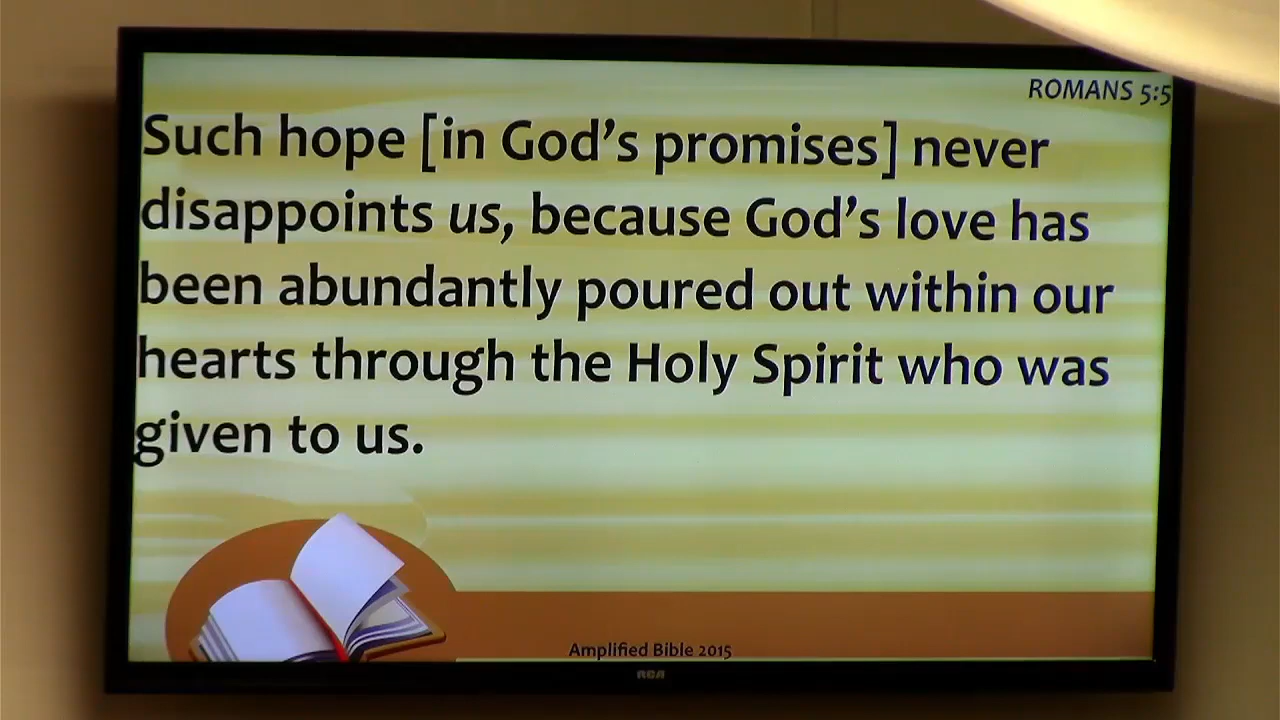 ROMANS 5:5
Such hope [in God’s promises] never
disappoints us, because God’s love has
been abundantly poured out within our
hearts through the Holy Spirit who was
given to us.
Amplified Bible 2015
RCA